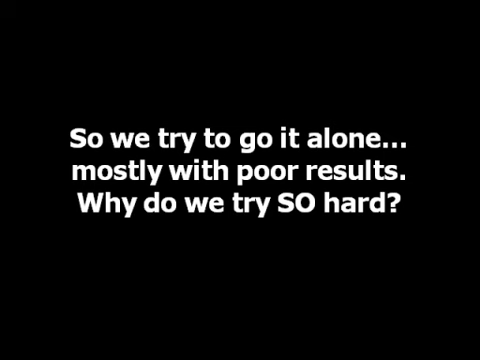 So we try to go it alone...
mostly with poor results.
Why do we try SO hard?